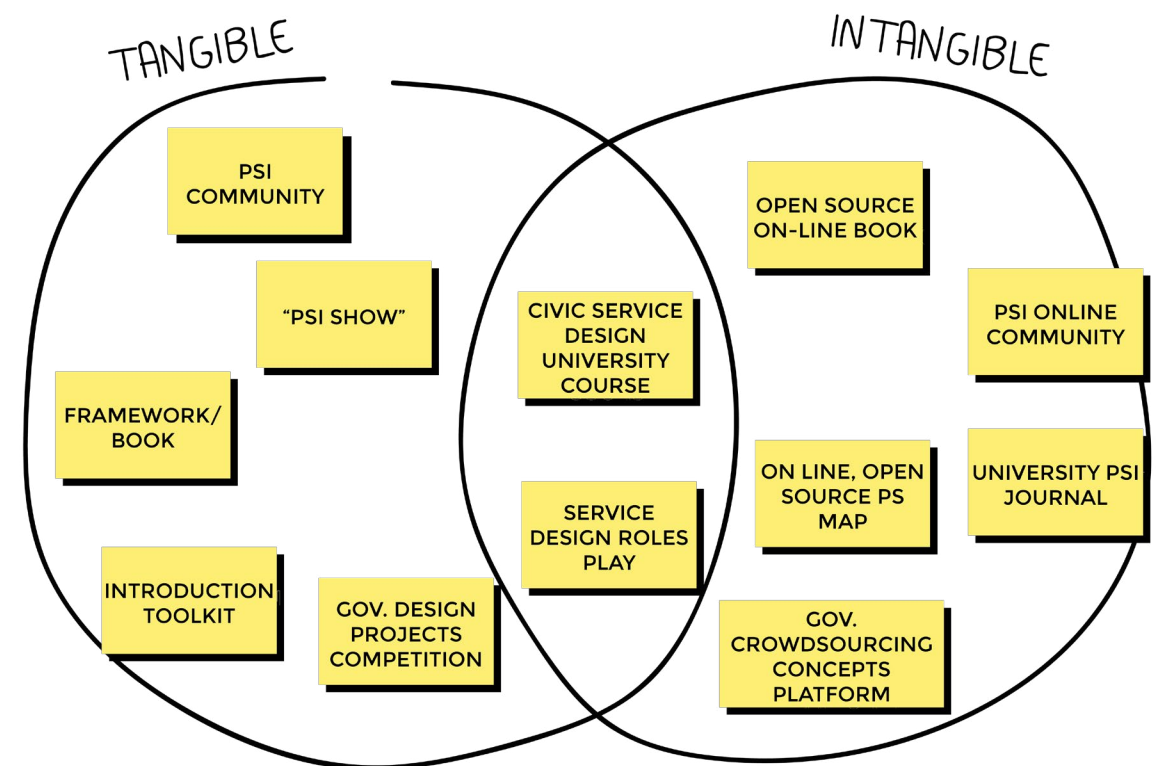 TANGIBLE
INTANGIBLE
PSI
COMMUNITY
“PSI SHOW”
FRAMEWORK/
BOOK
INTRODUCTION
TOOLKIT
GOV. DESIGN
PROJECTS
COMPETITION
CIVIC SERVICE
DESIGN
UNIVERSITY
COURSE
SERVICE
DESIGN ROLES
PLAY
OPEN SOURCE
ON-LINE BOOK
PSI ONLINE
COMMUNITY
ON LINE, OPEN
SOURCE PS
MAP
UNIVERSITY PSI
JOURNAL
GOV.
CROWDSOURCING
CONCEPTS
PLATFORM